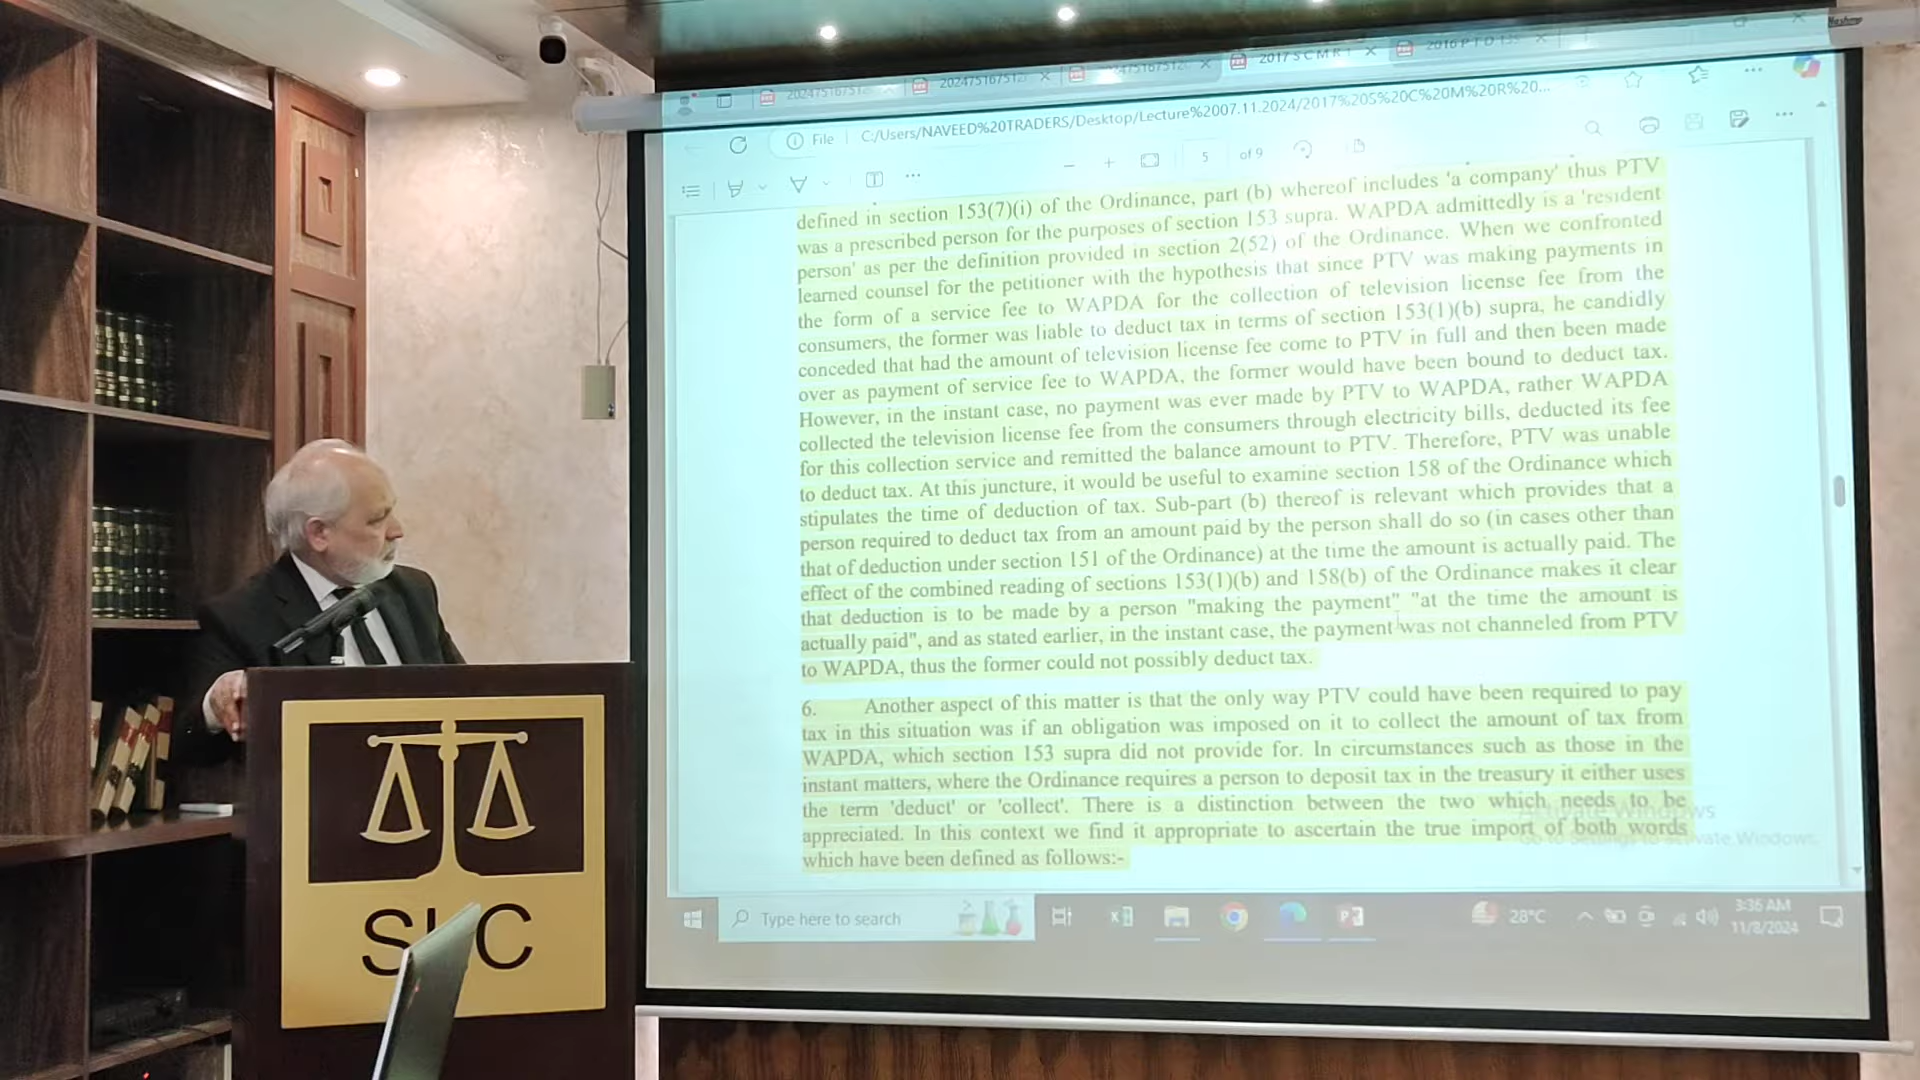 Hashmp
20247516751
202475167512
2024751675120
2017 S C M R 1
2016 P T D 135
File
C:/Users/NAVEED%20TRADERS/Desktop/Lecture%2007.11.2024/2017%20S%20C%20M%20R%20...
5 of 9
defined in section 153(7)(i) of the Ordinance, part (b) whereof includes 'a company' thus PTV
was a prescribed person for the purposes of section 153 supra. WAPDA admittedly is a 'resident
person' as per the definition provided in section 2(52) of the Ordinance. When we confronted
learned counsel for the petitioner with the hypothesis that since PTV was making payments in
the form of a service fee to WAPDA for the collection of television license fee from the
consumers, the former was liable to deduct tax in terms of section 153(1)(b) supra, he candidly
conceded that had the amount of television license fee come to PTV in full and then been made
over as payment of service fee to WAPDA, the former would have been bound to deduct tax.
However, in the instant case, no payment was ever made by PTV to WAPDA, rather WAPDA
collected the television license fee from the consumers through electricity bills, deducted its fee
for this collection service and remitted the balance amount to PTV. Therefore, PTV was unable
to deduct tax. At this juncture, it would be useful to examine section 158 of the Ordinance which
stipulates the time of deduction of tax. Sub-part (b) thereof is relevant which provides that a
person required to deduct tax from an amount paid by the person shall do so (in cases other than
that of deduction under section 151 of the Ordinance) at the time the amount is actually paid. The
effect of the combined reading of sections 153(1)(b) and 158(b) of the Ordinance makes it clear
that deduction is to be made by a person "making the payment" "at the time the amount is
actually paid", and as stated earlier, in the instant case, the payment was not channeled from PTV
to WAPDA, thus the former could not possibly deduct tax.
6. Another aspect of this matter is that the only way PTV could have been required to pay
tax in this situation was if an obligation was imposed on it to collect the amount of tax from
WAPDA, which section 153 supra did not provide for. In circumstances such as those in the
instant matters, where the Ordinance requires a person to deposit tax in the treasury it either uses
the term 'deduct' or 'collect'. There is a distinction between the two which needs to be
appreciated. In this context we find it appropriate to ascertain the true import of both words
which have been defined as follows:-
Activate Windows
Go to Settings to activate Windows.
Type here to search
28°C
3:36 AM
11/8/2024
S C